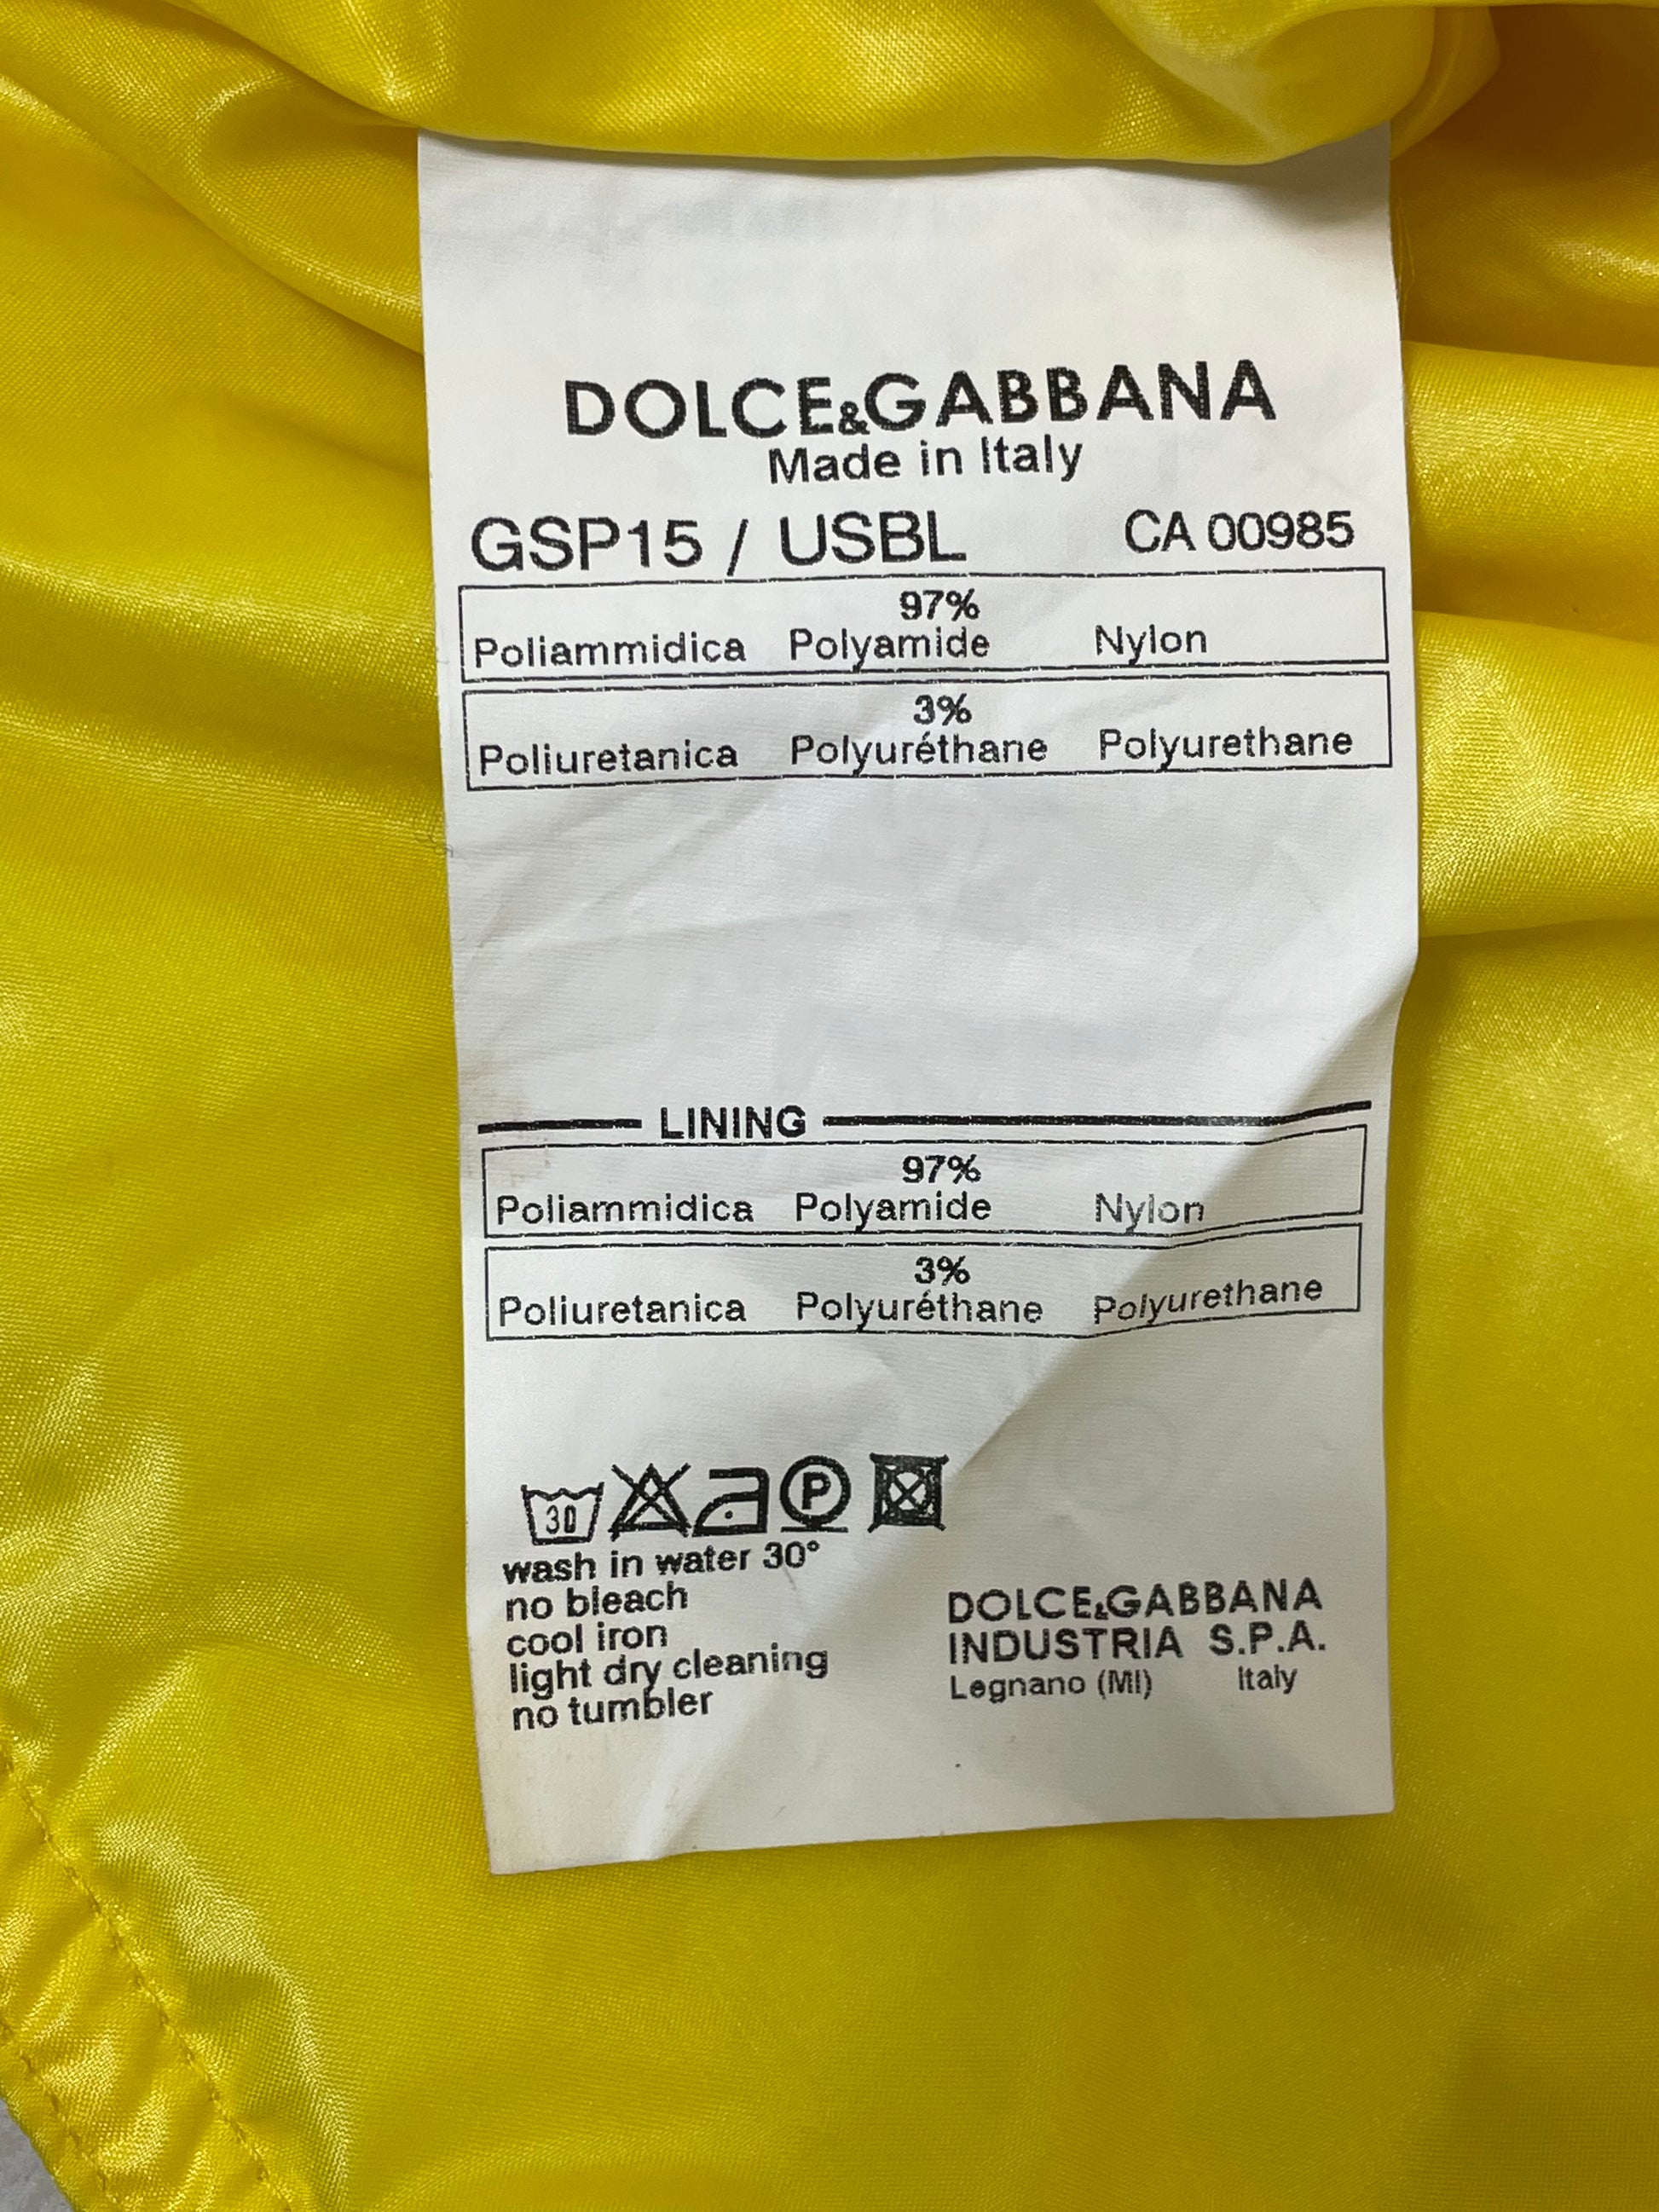 DOLCE&GABBANA
Made in Italy
GSP15 / USBL CA 00985
97%
Poliammidica Polyamide Nylon
3%
Poliuretanica Polyuréthane Polyurethane
LINING
97%
Poliammidica Polyamide Nylon
3%
Poliuretanica Polyuréthane Polyurethane
30 P
wash in water 30°
no bleach
cool iron
light dry cleaning
no tumbler
DOLCE&GABBANA
INDUSTRIA S.P.A.
Legnano (MI) Italy